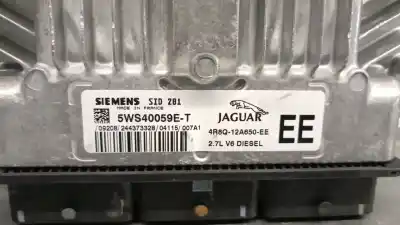 SIEMENS SID 201
MADE IN FRANCE
5WS40059E-T
/09208/244373328/04115/007A1
JAGUAR
4R8Q-12A650-EE
2.7L V6 DIESEL
EE